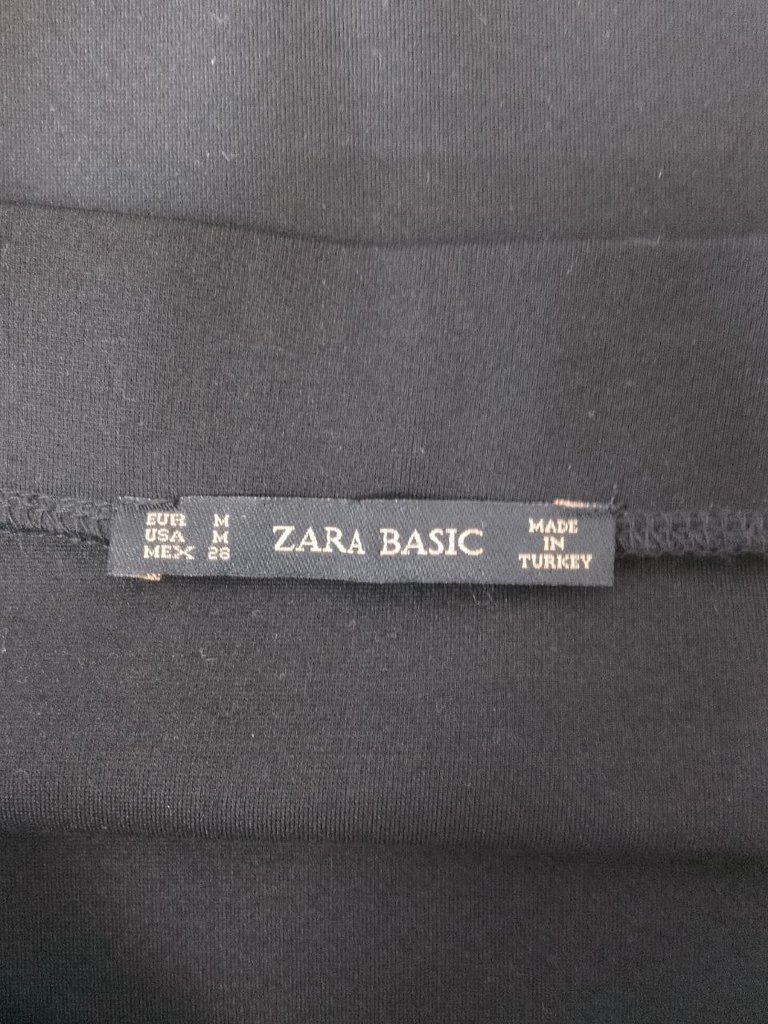 EUR M
USA M
MEX 28
ZARA BASIC
MADE
IN
TURKEY